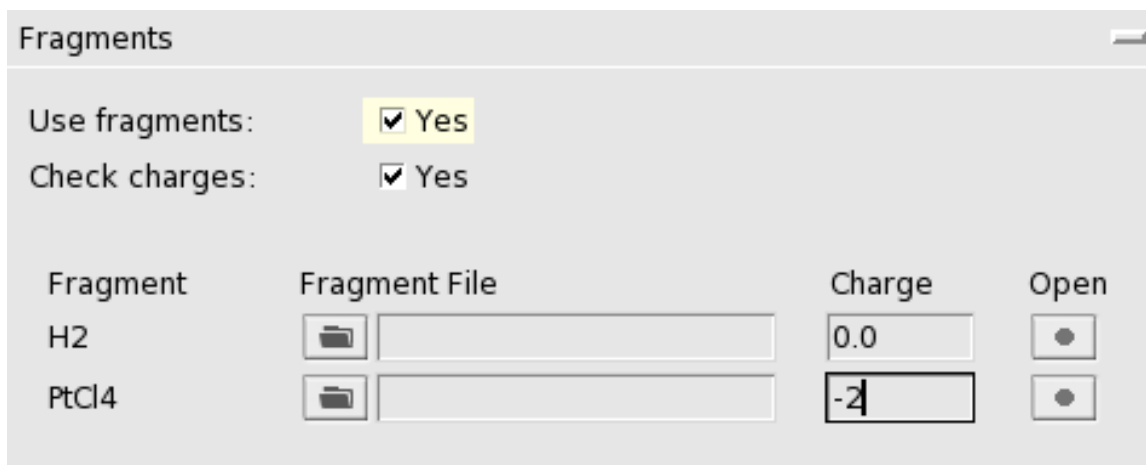 Fragments
Use fragments: Yes
Check charges: Yes
Fragment Fragment File Charge Open
H2 0.0
PtCl4 -2